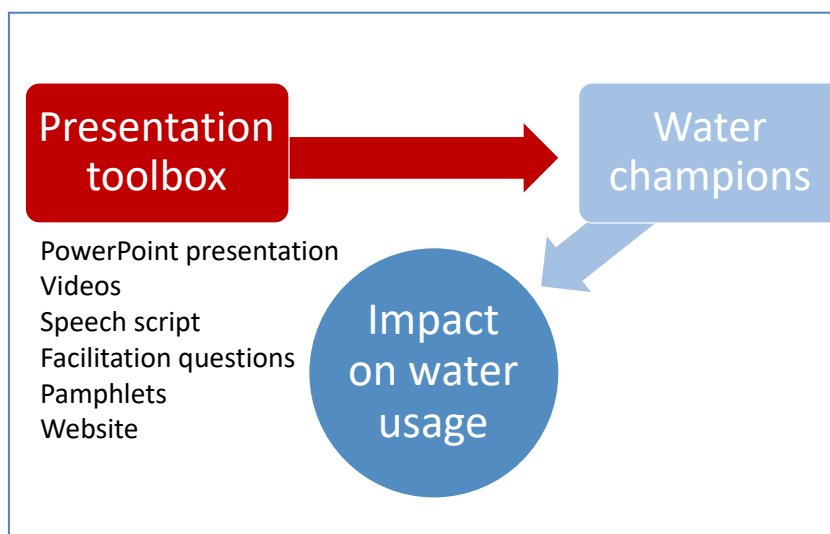 Presentation
toolbox
Water
champions
PowerPoint presentation
Videos
Speech script
Facilitation questions
Pamphlets
Website
Impact
on water
usage